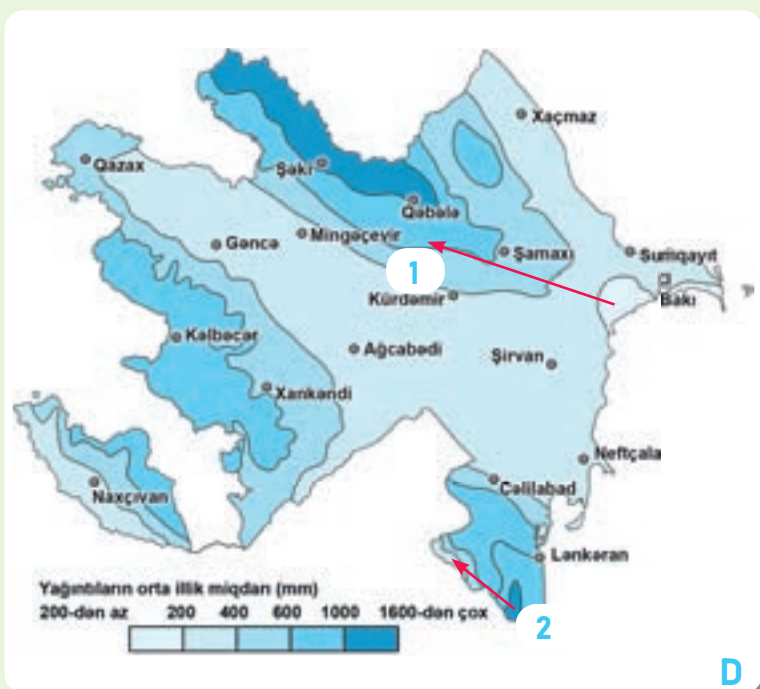 Xaçmaz
Qazax
Şəki
Qəbələ
Gəncə
Mingəçevir
Şamaxı
Sumqayıt
1
Kürdəmir
Bakı
Kəlbəcər
Ağcabədi
Şirvan
Xankəndi
Neftçala
Naxçıvan
Cəlilabad
Lənkəran
Yağıntıların orta illik miqdarı (mm)
200-dən az 200 400 600 1000 1600-dən çox
2
D